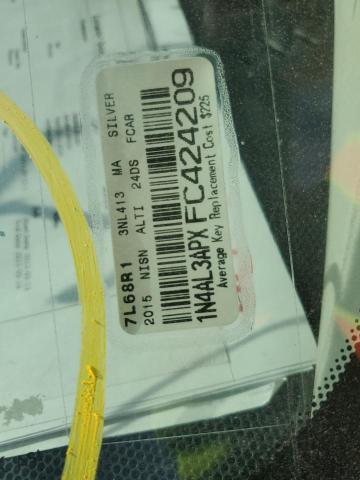 7L68R1 3NL413 MA SILVER
2015 NISN ALTI 24DS FCAR
1N4AL3APXFC424209
Average Key Replacement Cost $225